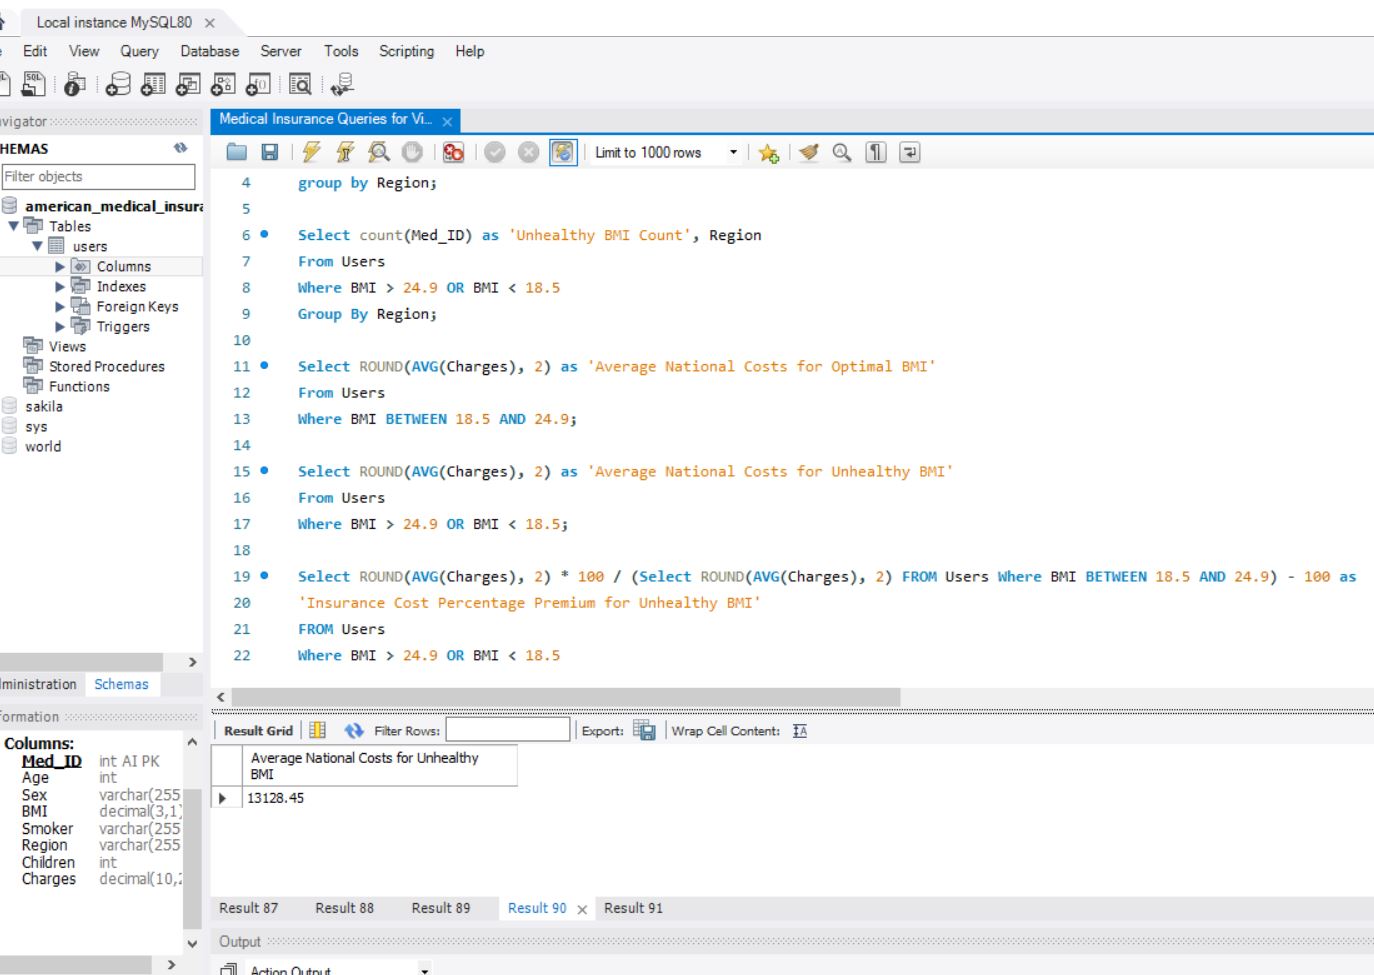 Local instance MySQL80
Edit View Query Database Server Tools Scripting Help
vigator
HEMAS
Filter objects
american_medical_insura
Tables
users
Columns
Indexes
Foreign Keys
Triggers
Views
Stored Procedures
Functions
sakila
sys
world
ministration Schemas
formation
Columns:
Med_ID int AI PK
Age int
Sex varchar(255
BMI decimal(3,1)
Smoker varchar(255
Region varchar(255
Children int
Charges decimal(10,2
Medical Insurance Queries for Vi...
Limit to 1000 rows
4 group by Region;
5
6 Select count(Med_ID) as 'Unhealthy BMI Count', Region
7 From Users
8 Where BMI > 24.9 OR BMI < 18.5
9 Group By Region;
10
11 Select ROUND(AVG(Charges), 2) as 'Average National Costs for Optimal BMI'
12 From Users
13 Where BMI BETWEEN 18.5 AND 24.9;
14
15 Select ROUND(AVG(Charges), 2) as 'Average National Costs for Unhealthy BMI'
16 From Users
17 Where BMI > 24.9 OR BMI < 18.5;
18
19 Select ROUND(AVG(Charges), 2) * 100 / (Select ROUND(AVG(Charges), 2) FROM Users Where BMI BETWEEN 18.5 AND 24.9) - 100 as
20 'Insurance Cost Percentage Premium for Unhealthy BMI'
21 FROM Users
22 Where BMI > 24.9 OR BMI < 18.5
Result Grid Filter Rows: Export: Wrap Cell Content:
Average National Costs for Unhealthy
BMI
13128.45
Result 87 Result 88 Result 89 Result 90 Result 91
Output
Action Output